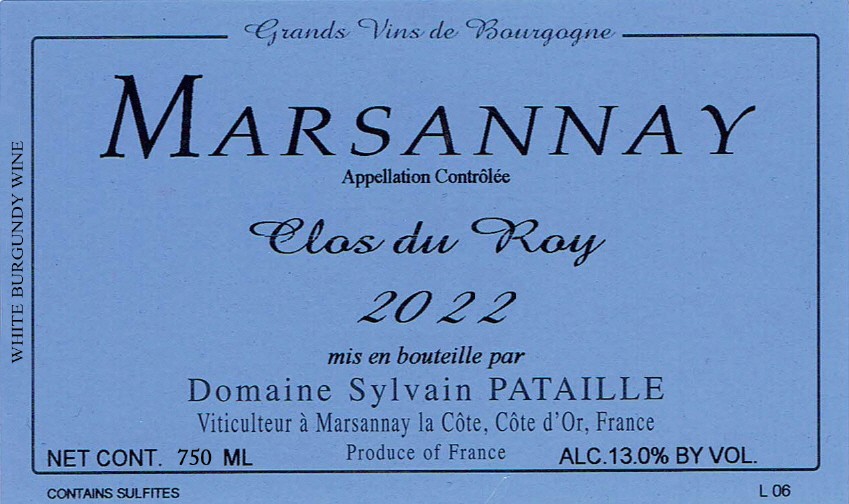 Grands Vins de Bourgogne
MARSANNAY
Appellation Contrôlée
Clos du Roy
2022
mis en bouteille par
Domaine Sylvain PATAILLE
Viticulteur à Marsannay la Côte, Côte d'Or, France
NET CONT. 750 ML
Produce of France
ALC.13.0% BY VOL.
CONTAINS SULFITES
L 06
WHITE BURGUNDY WINE